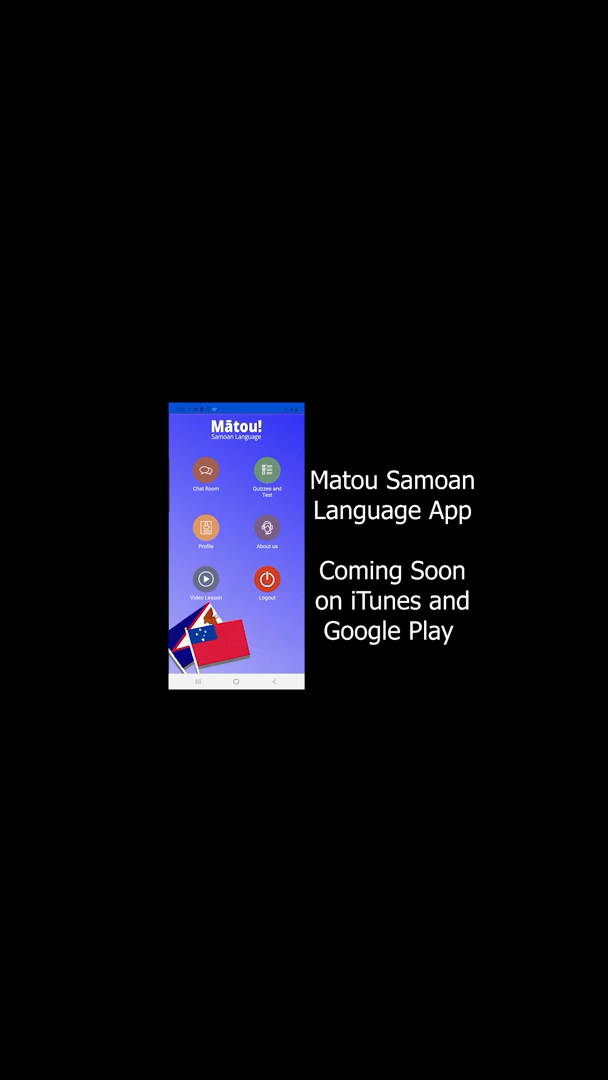 Mātou!
Samoan Language
Chat Room
Quizzes and
Test
Profile
About us
Video Lesson
Logout
Matou Samoan
Language App
Coming Soon
on iTunes and
Google Play